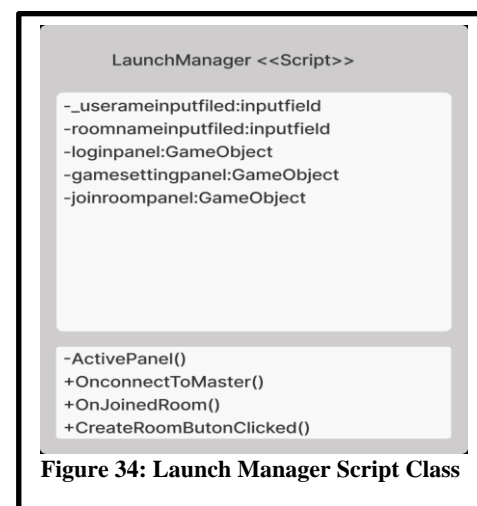 LaunchManager <<Script>>
-_userameinputfiled:inputfield
-roomnameinputfiled:inputfield
-loginpanel:GameObject
-gamesettingpanel:GameObject
-joinroompanel:GameObject
-ActivePanel()
+OnconnectToMaster()
+OnJoinedRoom()
+CreateRoomButonClicked()
Figure 34: Launch Manager Script Class